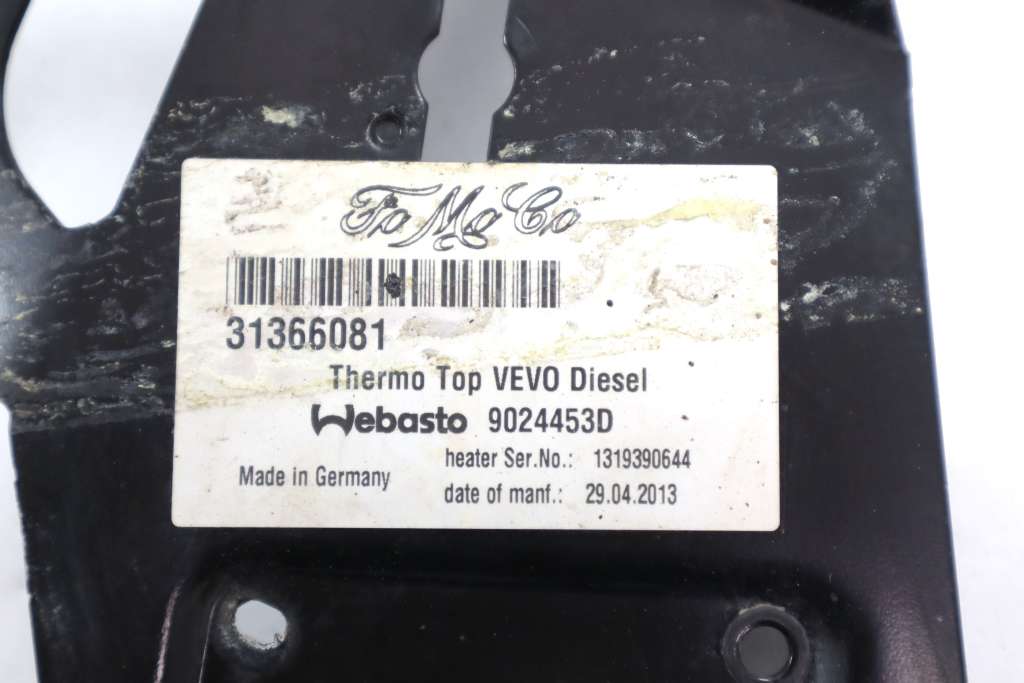 FoMoCo
31366081
Thermo Top VEVO Diesel
Webasto 9024453D
heater Ser.No.: 1319390644
Made in Germany
date of manf.: 29.04.2013